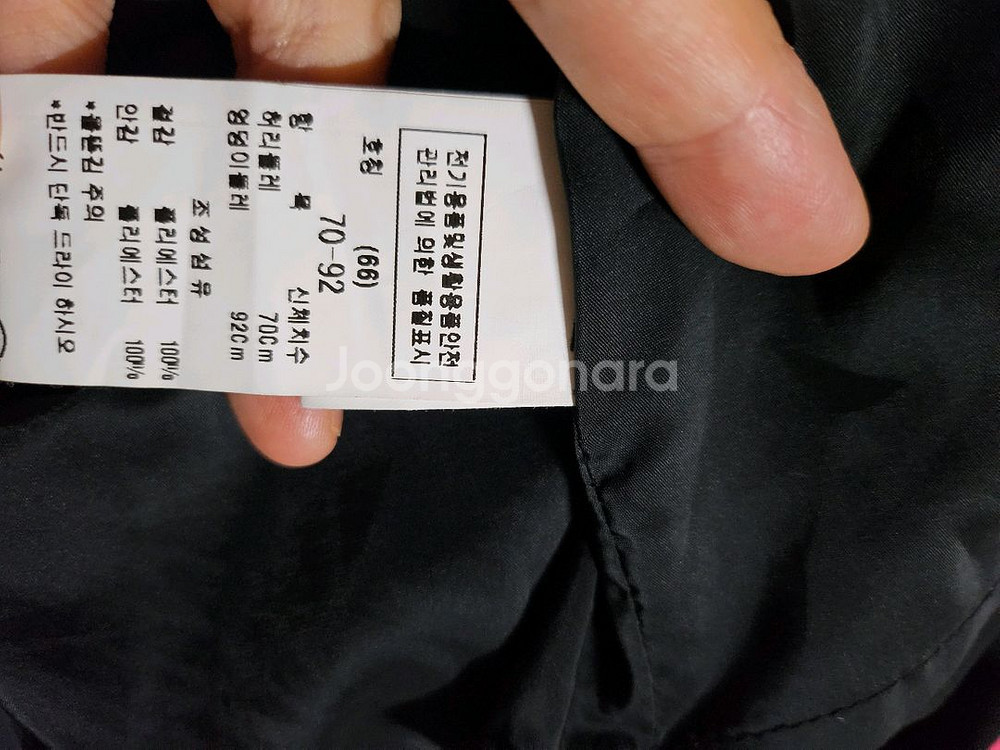 전기용품및생활용품안전
관리법에 의한 품질표시
호칭 (66)
70-92
항 목 신체치수
허리둘레 70Cm
엉덩이둘레 92Cm
조성섬유
겉감 폴리에스터 100%
안감 폴리에스터 100%
*물뜯김 주의
*반드시 단독 드라이 하시오
Joonggonara